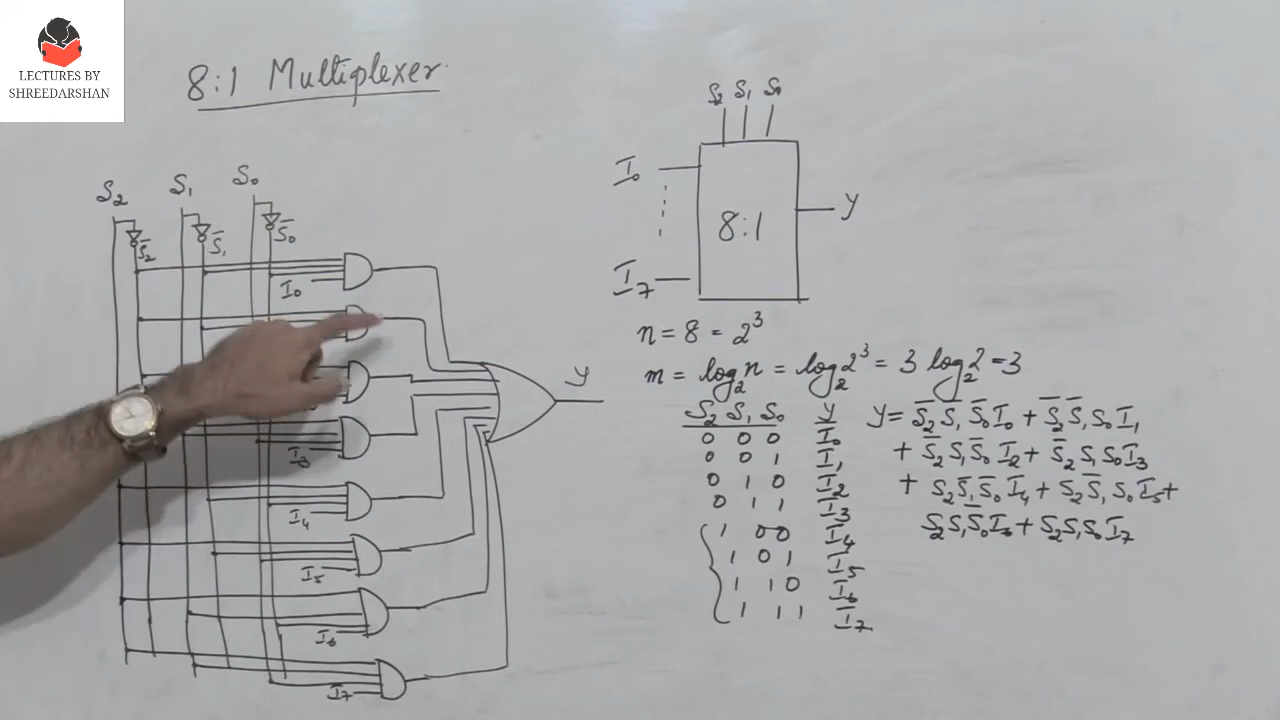 LECTURES BY
SHREEDARSHAN
8:1 Multiplexer
S2 S1 S0
S̅2 S̅1 S̅0
I0
I3
I4
I5
I6
I7
Y
S2 S1 S0
I0
8:1
Y
I7
n = 8 = 2³
m = log₂n = log₂2³ = 3 log₂2 = 3
S2 S1 S0 Y
0 0 0 I0
0 0 1 I1
0 1 0 I2
0 1 1 I3
1 0 0 I4
1 0 1 I5
1 1 0 I6
1 1 1 I7
Y = S̅2 S̅1 S̅0 I0 + S̅2 S̅1 S0 I1
+ S̅2 S1 S̅0 I2 + S̅2 S1 S0 I3
+ S2 S̅1 S̅0 I4 + S2 S̅1 S0 I5 +
S2 S1 S̅0 I6 + S2 S1 S0 I7